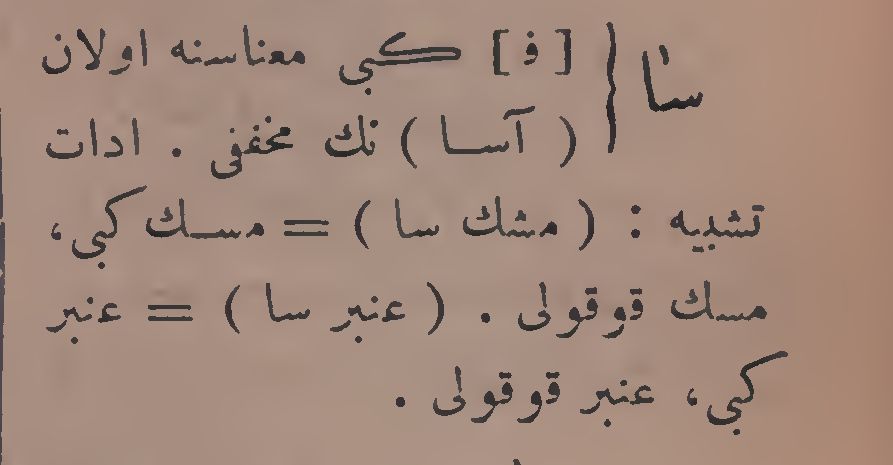 سا } [ ف ] كبی معناسنه اولان
( آسا ) نك مخففی . ادات
تشبیه : ( مشك سا ) = مسك كبی،
مسك قوقولی . ( عنبر سا ) = عنبر
كبی، عنبر قوقولی .